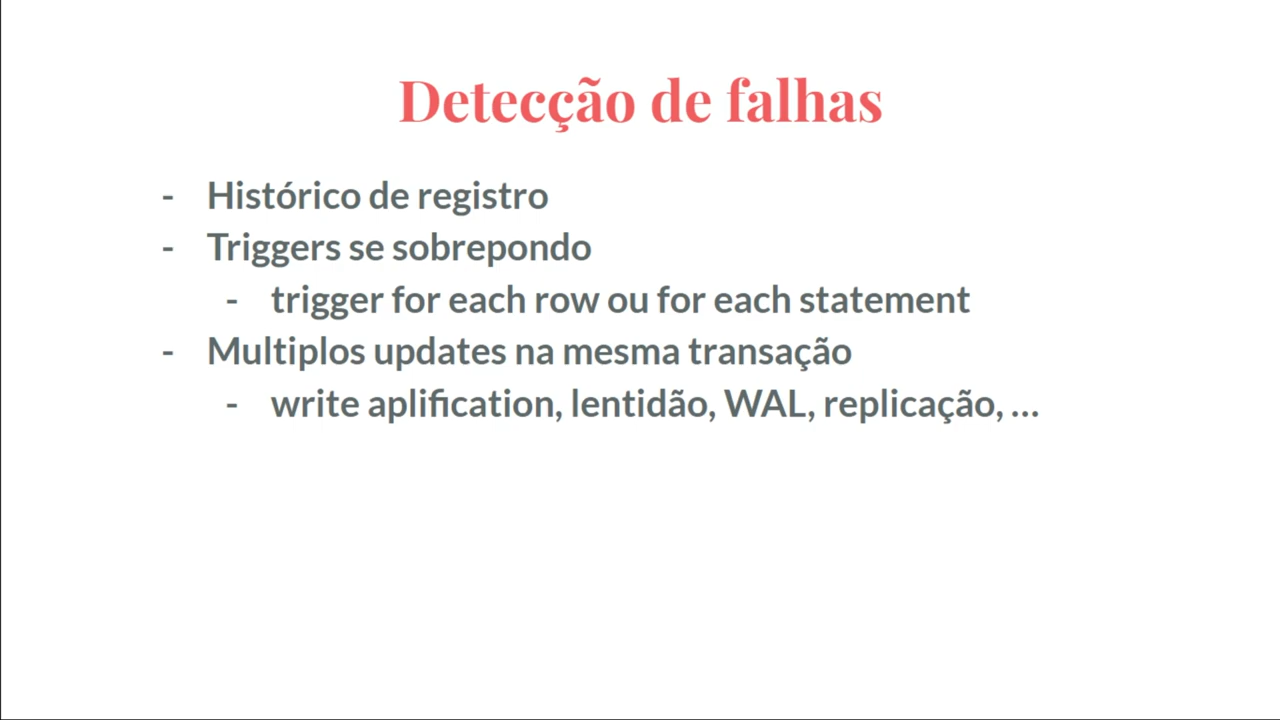 Detecção de falhas
- Histórico de registro
- Triggers se sobrepondo
- trigger for each row ou for each statement
- Multiplos updates na mesma transação
- write aplification, lentidão, WAL, replicação, ...